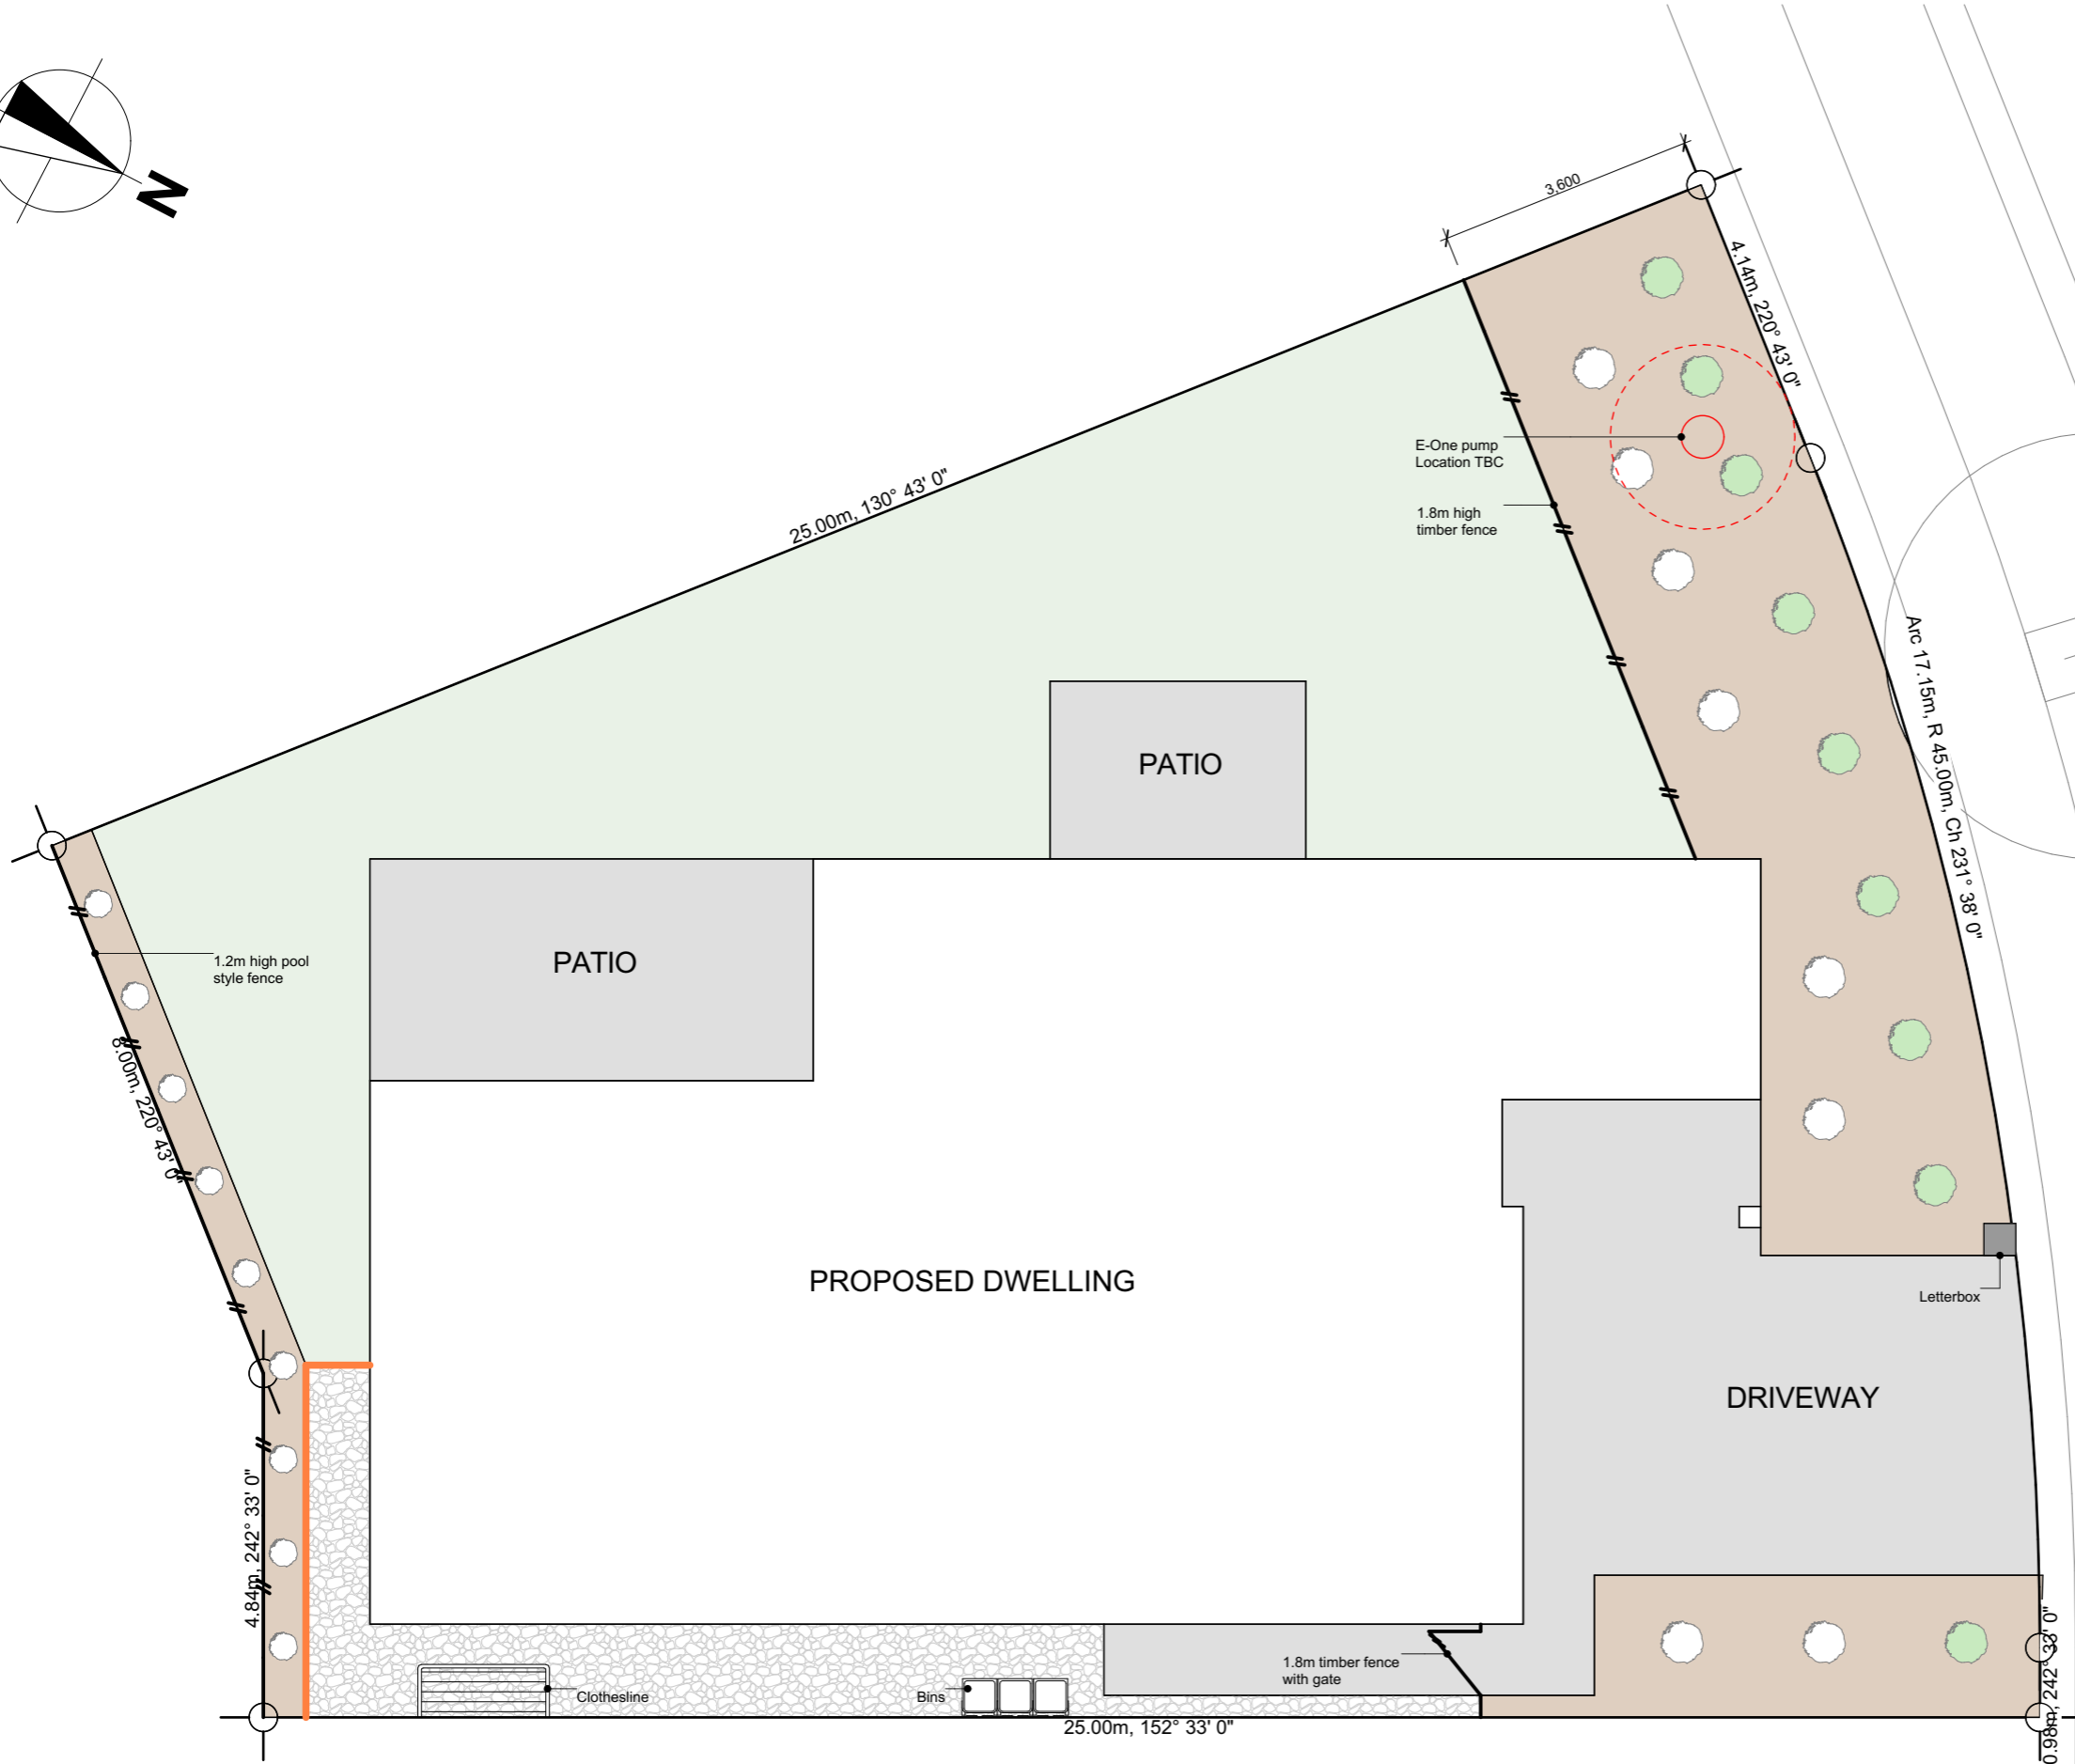 N
3,600
4.14m, 220° 43' 0"
25.00m, 130° 43' 0"
E-One pump
Location TBC
1.8m high
timber fence
Arc 17.15m, R 45.00m, Ch 231° 38' 0"
PATIO
PATIO
1.2m high pool
style fence
8.00m, 220° 43' 0"
PROPOSED DWELLING
Letterbox
DRIVEWAY
4.84m, 242° 33' 0"
1.8m timber fence
with gate
Clothesline
Bins
25.00m, 152° 33' 0"
0.98m, 242° 33' 0"